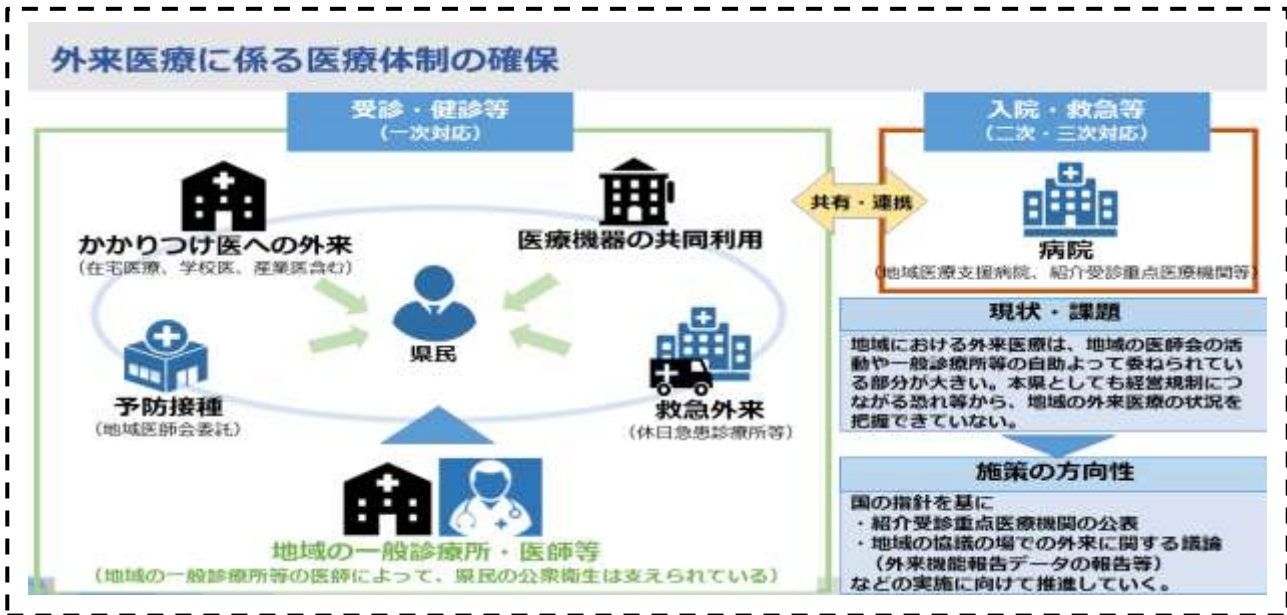 外来医療に係る医療体制の確保
受診・健診等
（一次対応）
かかりつけ医への外来
（在宅医療、学校医、産業医含む）
医療機器の共同利用
県民
予防接種
（地域医師会委託）
救急外来
（休日急患診療所等）
地域の一般診療所・医師等
（地域の一般診療所等の医師によって、県民の公衆衛生は支えられている）
共有・連携
入院・救急等
（二次・三次対応）
病院
（地域医療支援病院、紹介受診重点医療機関等）
現状・課題
地域における外来医療は、地域の医師会の活
動や一般診療所等の自助よって委ねられてい
る部分が大きい。本県としても経営規制につ
ながる恐れ等から、地域の外来医療の状況を
把握できていない。
施策の方向性
国の指針を基に
・紹介受診重点医療機関の公表
・地域の協議の場での外来に関する議論
（外来機能報告データの報告等）
などの実施に向けて推進していく。